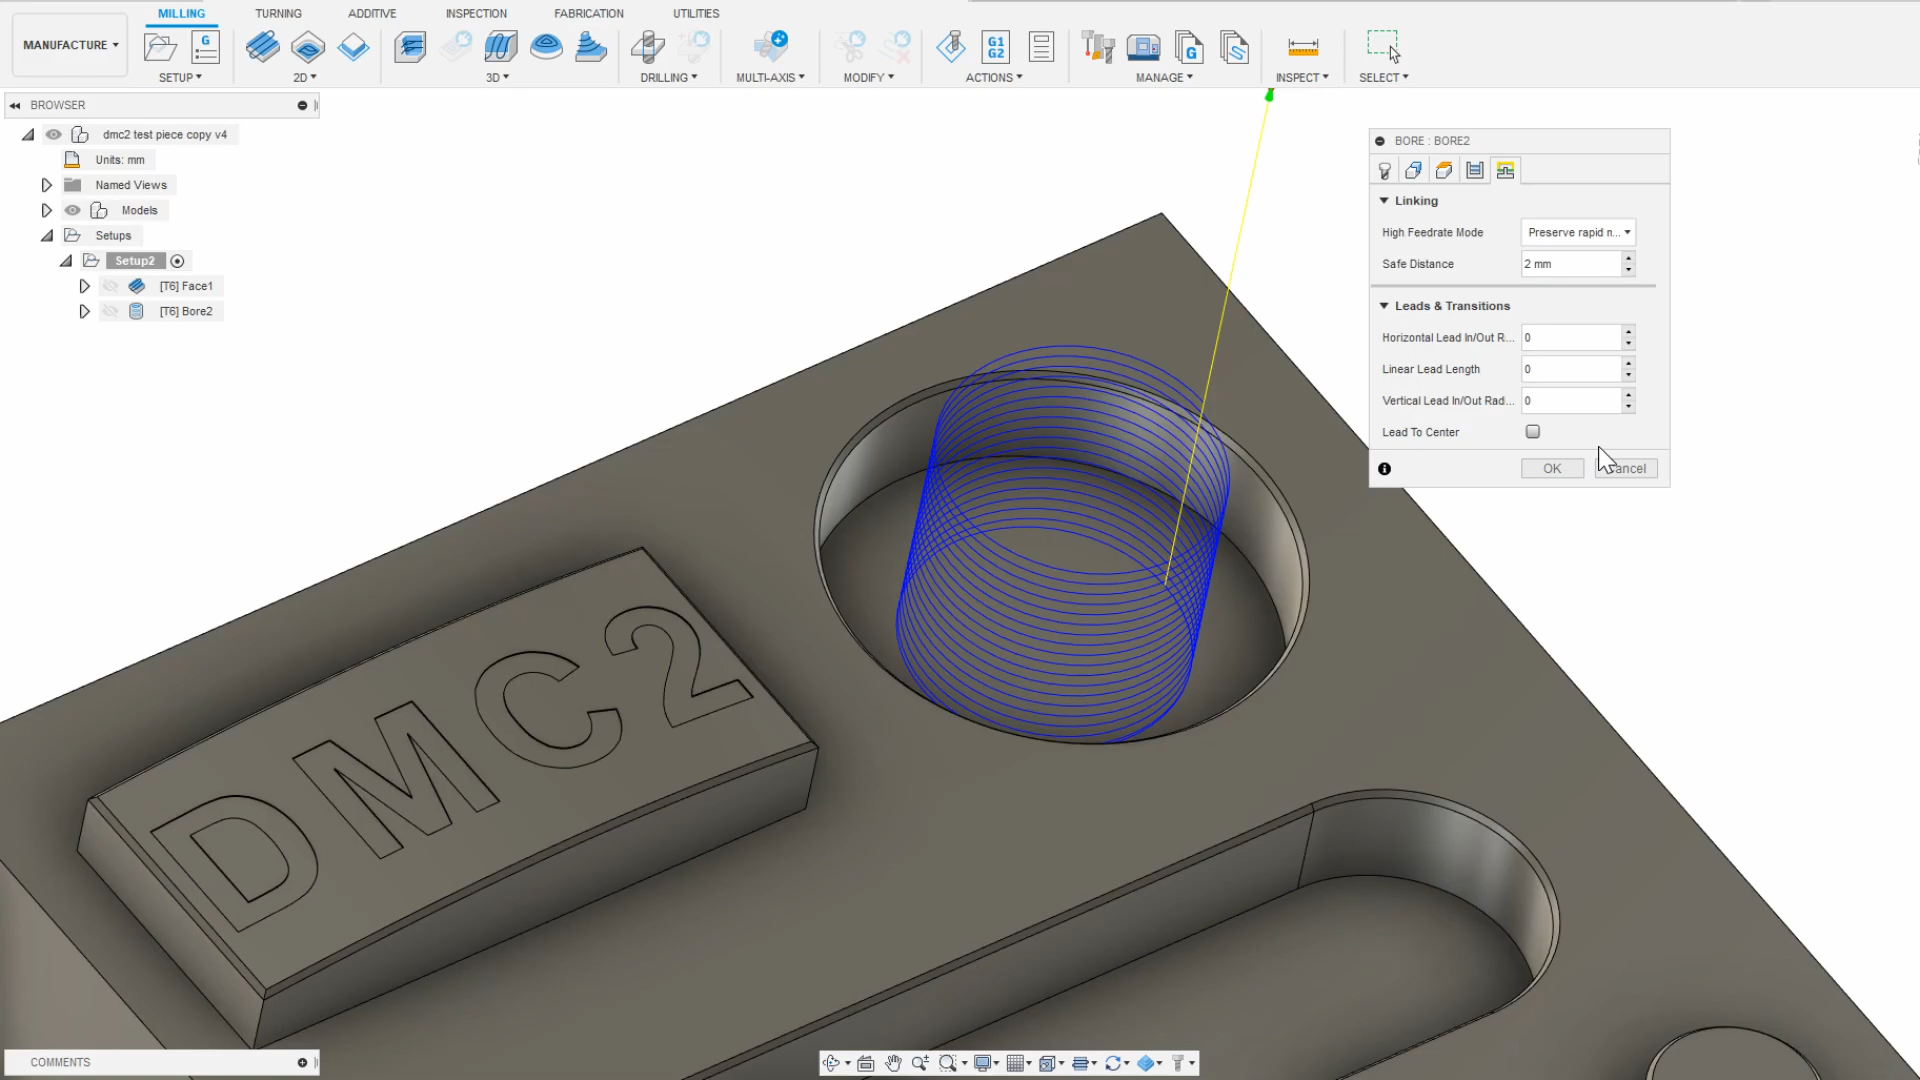 MILLING TURNING ADDITIVE INSPECTION FABRICATION UTILITIES
MANUFACTURE
G G1 G2 G
SETUP 2D 3D DRILLING MULTI-AXIS MODIFY ACTIONS MANAGE INSPECT SELECT
BROWSER
dmc2 test piece copy v4
Units: mm
Named Views
Models
Setups
Setup2
[T6] Face1
[T6] Bore2
BORE : BORE2
Linking
High Feedrate Mode Preserve rapid n...
Safe Distance 2 mm
Leads & Transitions
Horizontal Lead In/Out R... 0
Linear Lead Length 0
Vertical Lead In/Out Rad... 0
Lead To Center
OK Cancel
DMC2
COMMENTS